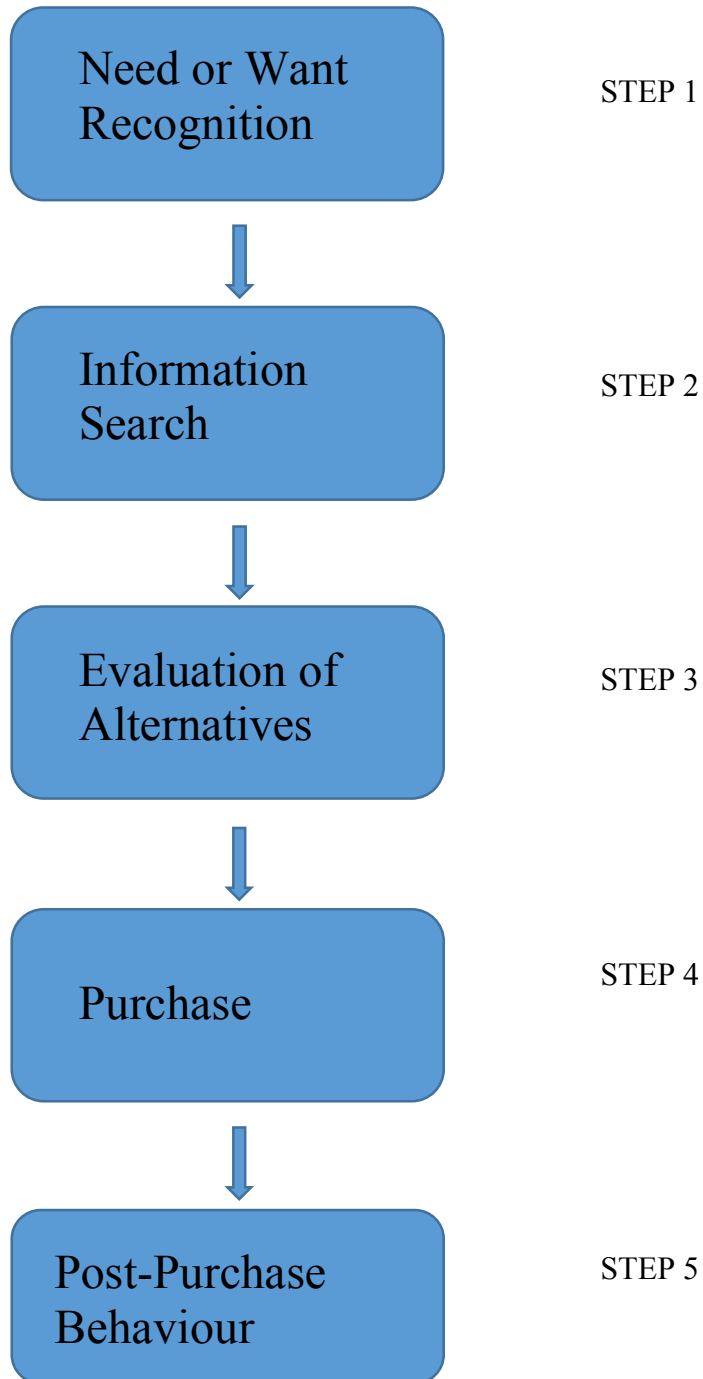 Need or Want
Recognition
STEP 1
Information
Search
STEP 2
Evaluation of
Alternatives
STEP 3
Purchase
STEP 4
Post-Purchase
Behaviour
STEP 5